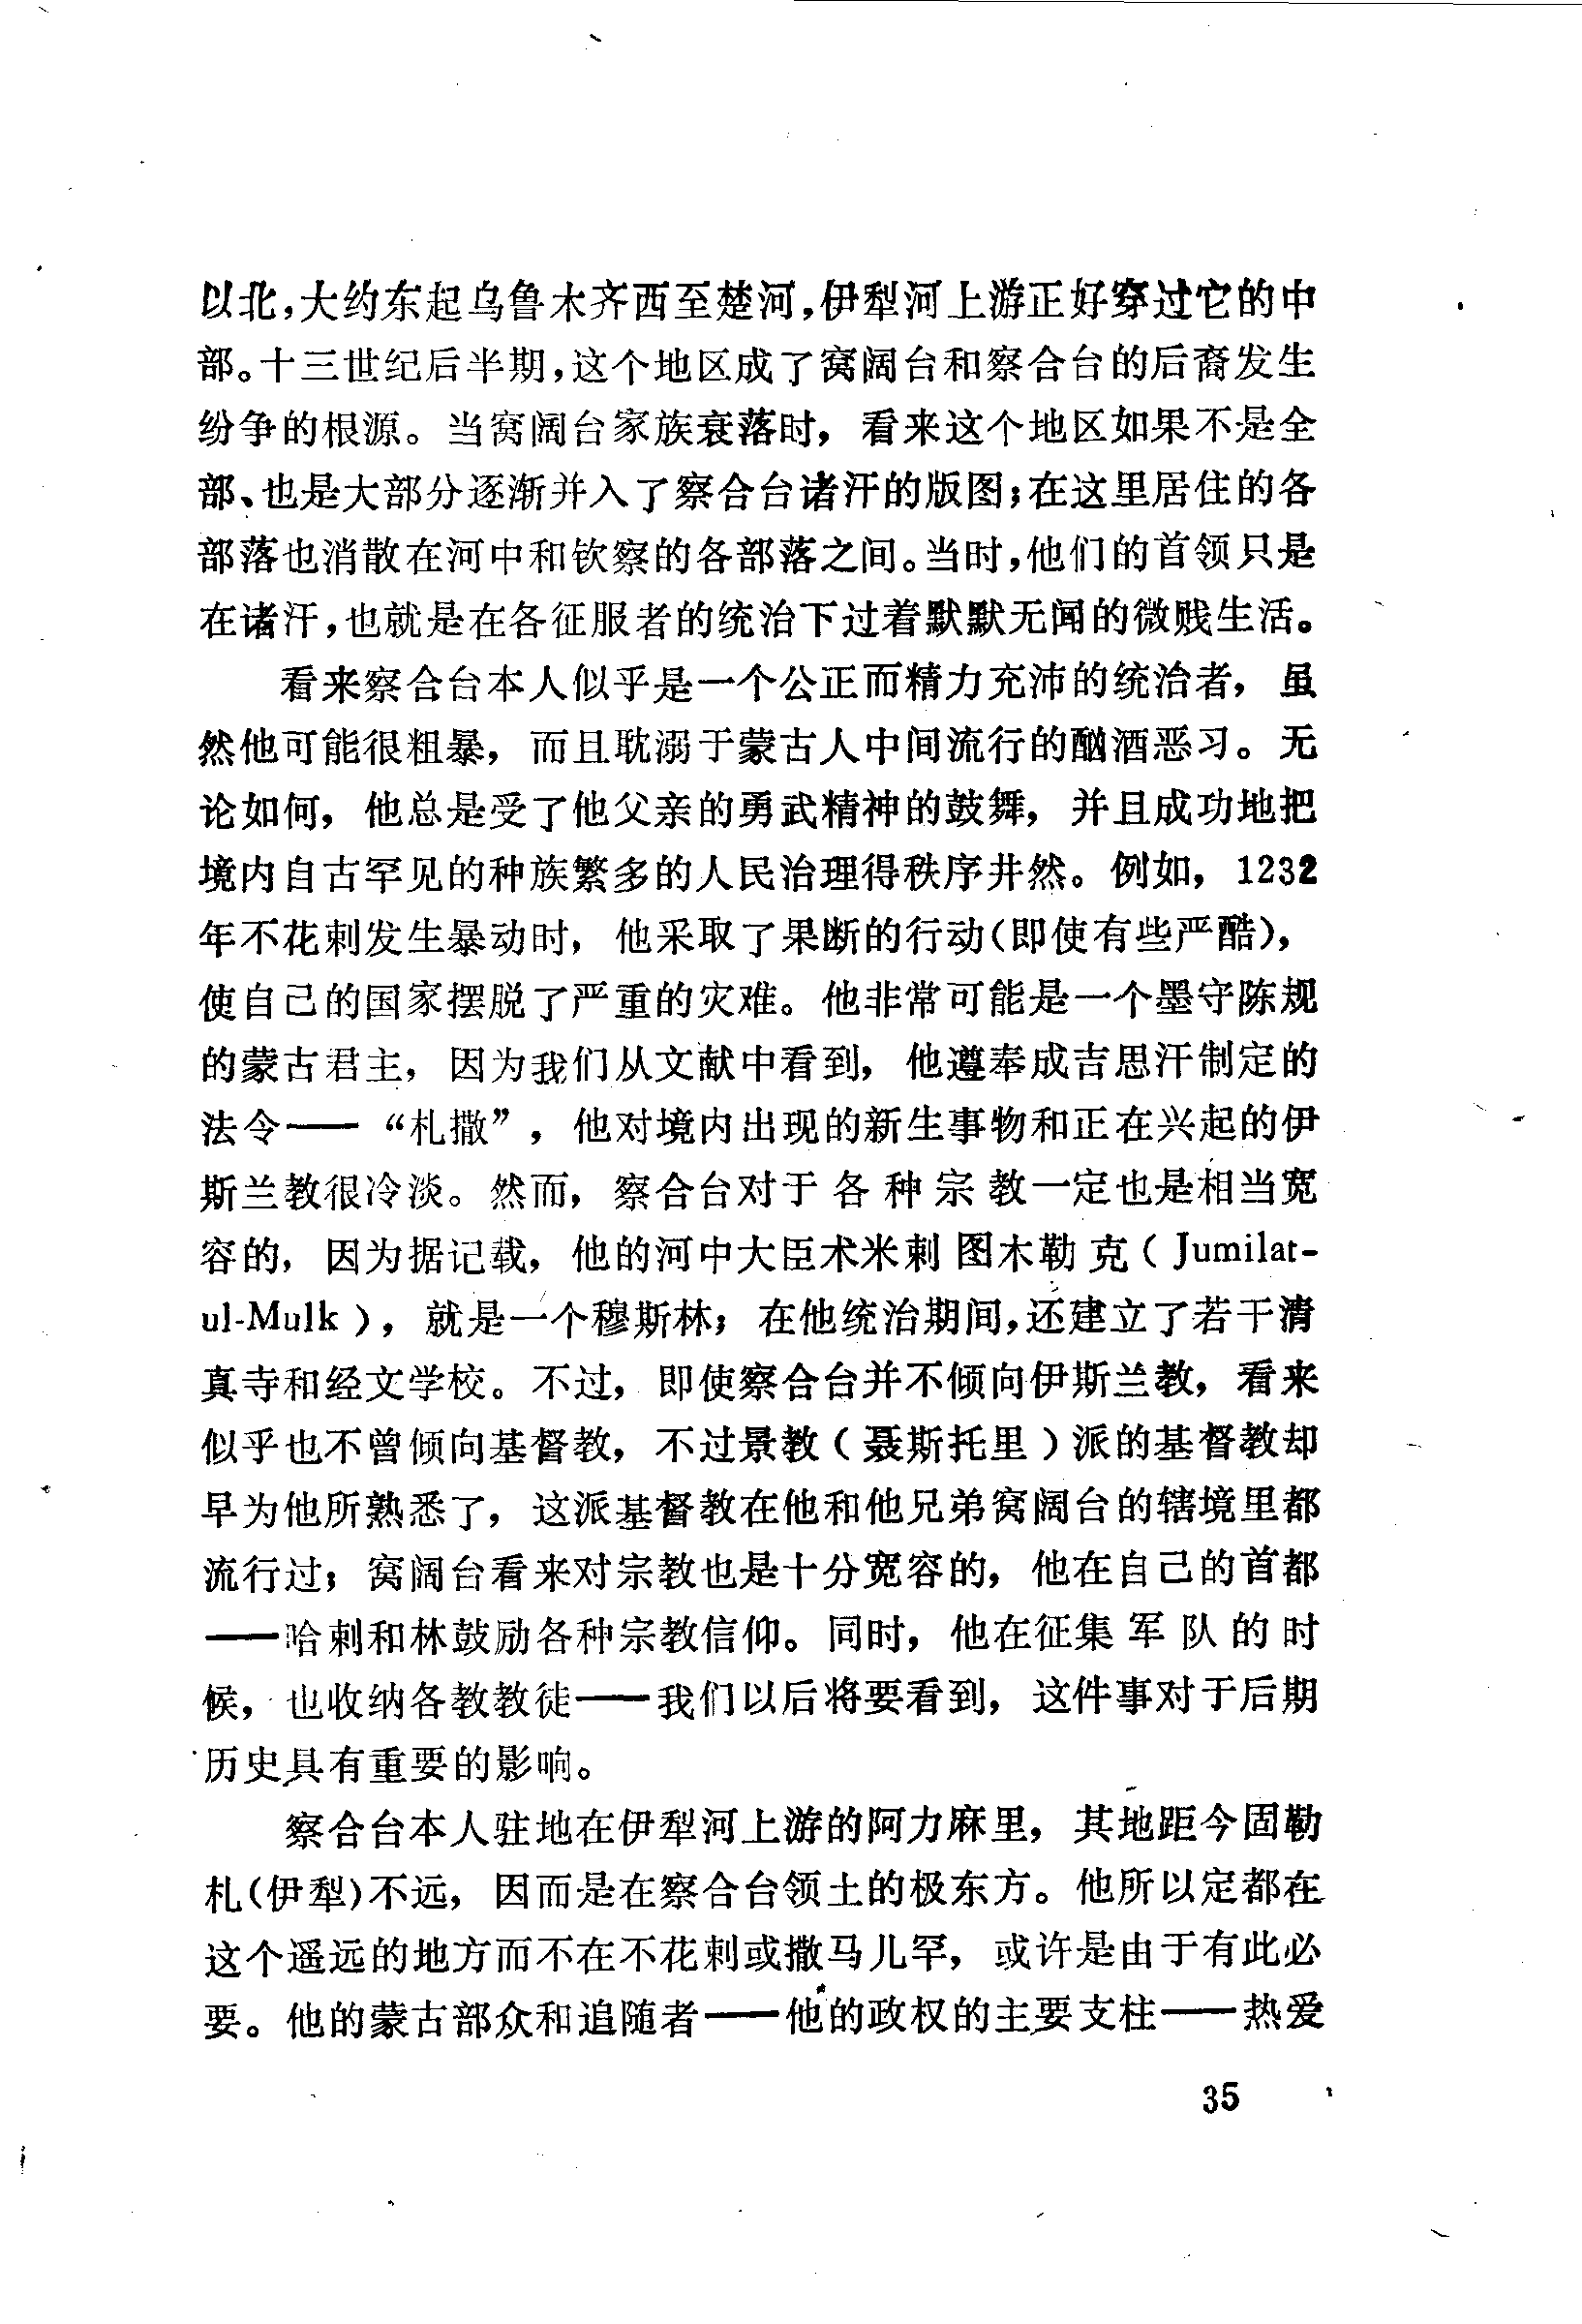 以北，大约东起乌鲁木齐西至楚河，伊犁河上游正好穿过它的中
部。十三世纪后半期，这个地区成了窝阔台和察合台的后裔发生
纷争的根源。当窝阔台家族衰落时，看来这个地区如果不是全
部、也是大部分逐渐并入了察合台诸汗的版图；在这里居住的各
部落也消散在河中和钦察的各部落之间。当时，他们的首领只是
在诸汗，也就是在各征服者的统治下过着默默无闻的微贱生活。
看来察合台本人似乎是一个公正而精力充沛的统治者，虽
然他可能很粗暴，而且耽溺于蒙古人中间流行的酗酒恶习。无
论如何，他总是受了他父亲的勇武精神的鼓舞，并且成功地把
境内自古罕见的种族繁多的人民治理得秩序井然。例如，1232
年不花剌发生暴动时，他采取了果断的行动(即使有些严酷)，
使自己的国家摆脱了严重的灾难。他非常可能是一个墨守陈规
的蒙古君主，因为我们从文献中看到，他遵奉成吉思汗制定的
法令——“札撒”，他对境内出现的新生事物和正在兴起的伊
斯兰教很冷淡。然而，察合台对于各种宗教一定也是相当宽
容的，因为据记载，他的河中大臣术米剌图木勒克（Jumilat-
ul-Mulk），就是一个穆斯林；在他统治期间，还建立了若干清
真寺和经文学校。不过，即使察合台并不倾向伊斯兰教，看来
似乎也不曾倾向基督教，不过景教（聂斯托里）派的基督教却
早为他所熟悉了，这派基督教在他和他兄弟窝阔台的辖境里都
流行过；窝阔台看来对宗教也是十分宽容的，他在自己的首都
——哈剌和林鼓励各种宗教信仰。同时，他在征集军队的时
候，也收纳各教教徒——我们以后将要看到，这件事对于后期
历史具有重要的影响。
察合台本人驻地在伊犁河上游的阿力麻里，其地距今固勒
札(伊犁)不远，因而是在察合台领土的极东方。他所以定都在
这个遥远的地方而不在不花剌或撒马儿罕，或许是由于有此必
要。他的蒙古部众和追随者——他的政权的主要支柱——热爱
35